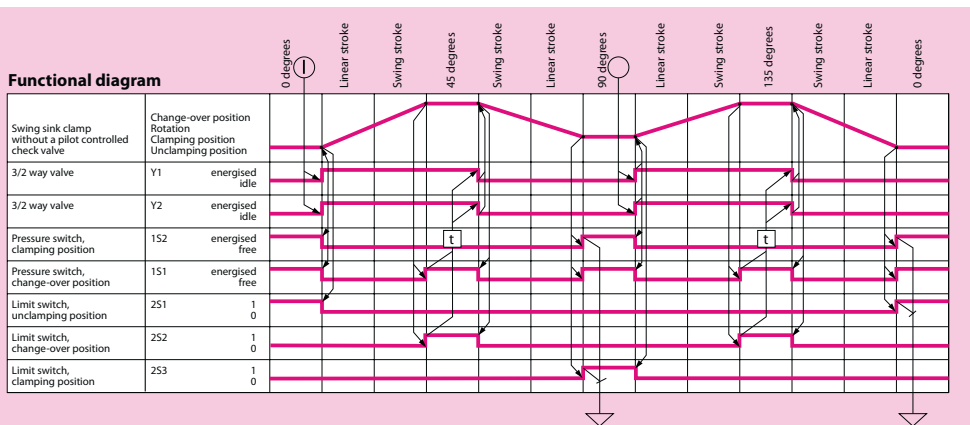 Functional diagram
0 degrees
Linear stroke
Swing stroke
45 degrees
Swing stroke
Linear stroke
90 degrees
Linear stroke
Swing stroke
135 degrees
Swing stroke
Linear stroke
0 degrees
I
Swing sink clamp
without a pilot controlled
check valve
Change-over position
Rotation
Clamping position
Unclamping position
3/2 way valve
Y1
energised
idle
3/2 way valve
Y2
energised
idle
Pressure switch,
clamping position
1S2
energised
free
t
t
Pressure switch,
change-over position
1S1
energised
free
Limit switch,
unclamping position
2S1
1
0
Limit switch,
change-over position
2S2
1
0
Limit switch,
clamping position
2S3
1
0